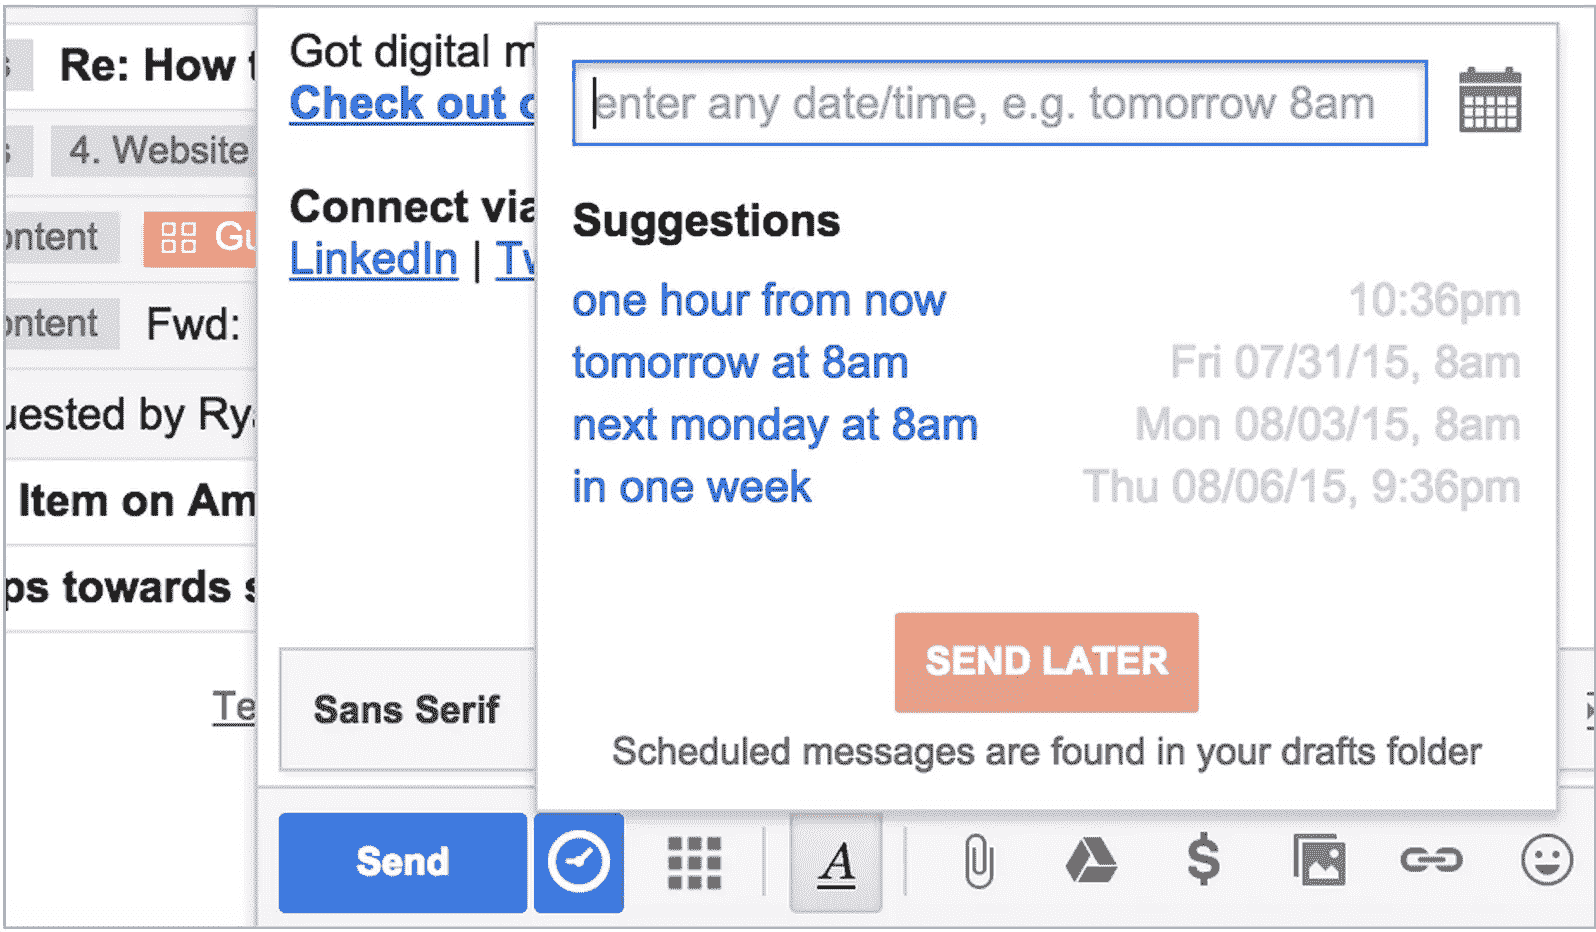 Re: How
4. Website
ontent
Fwd:
ontent
uested by Ry
Item on Am
ps towards
Te
Got digital m
Check out
Connect via
LinkedIn | Tw
enter any date/time, e.g. tomorrow 8am
Suggestions
one hour from now 10:36pm
tomorrow at 8am Fri 07/31/15, 8am
next monday at 8am Mon 08/03/15, 8am
in one week Thu 08/06/15, 9:36pm
SEND LATER
Scheduled messages are found in your drafts folder
Sans Serif
Send
A
$